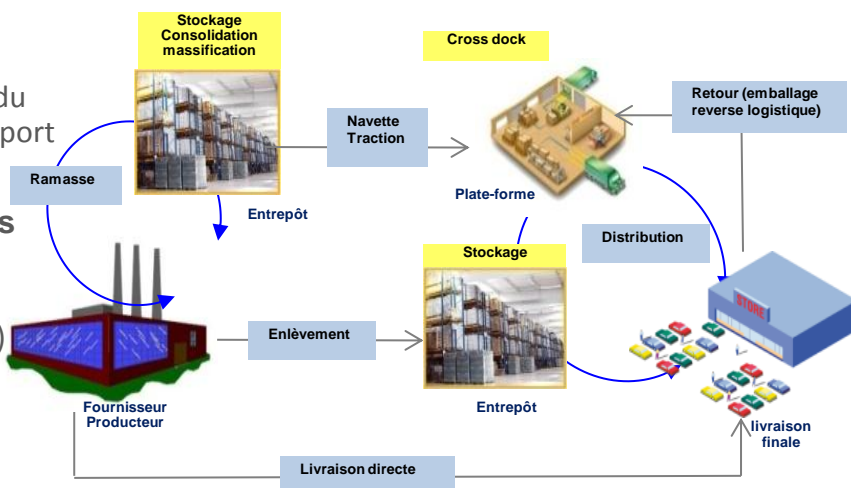 Stockage
Consolidation
massification
Cross dock
du
port
Navette
Traction
Retour (emballage
reverse logistique)
Ramasse
Plate-forme
s
Entrepôt
Distribution
Stockage
STORE
)
Enlèvement
Fournisseur
Producteur
Entrepôt
livraison
finale
Livraison directe